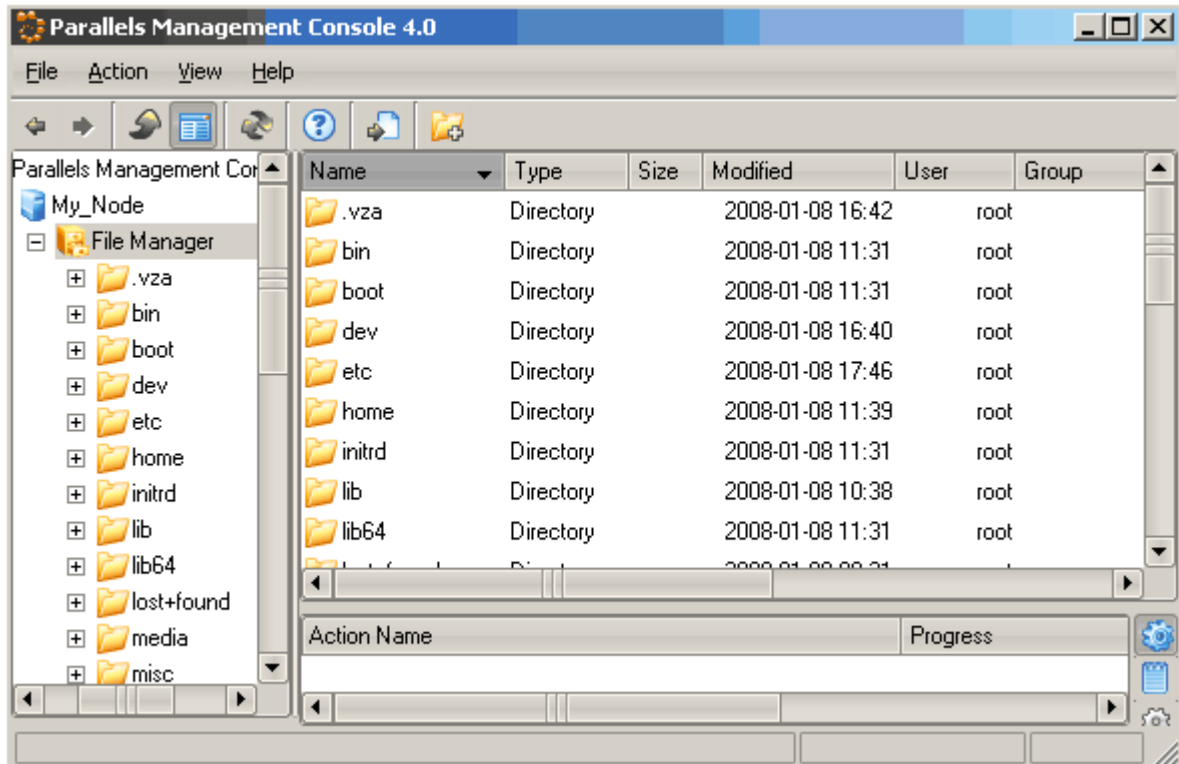 Parallels Management Console 4.0
File Action View Help
Parallels Management Cor
My_Node
File Manager
.vza
bin
boot
dev
etc
home
initrd
lib
lib64
lost+found
media
misc
Name Type Size Modified User Group
.vza Directory 2008-01-08 16:42 root
bin Directory 2008-01-08 11:31 root
boot Directory 2008-01-08 11:31 root
dev Directory 2008-01-08 16:40 root
etc Directory 2008-01-08 17:46 root
home Directory 2008-01-08 11:39 root
initrd Directory 2008-01-08 11:31 root
lib Directory 2008-01-08 10:38 root
lib64 Directory 2008-01-08 11:31 root
Action Name Progress